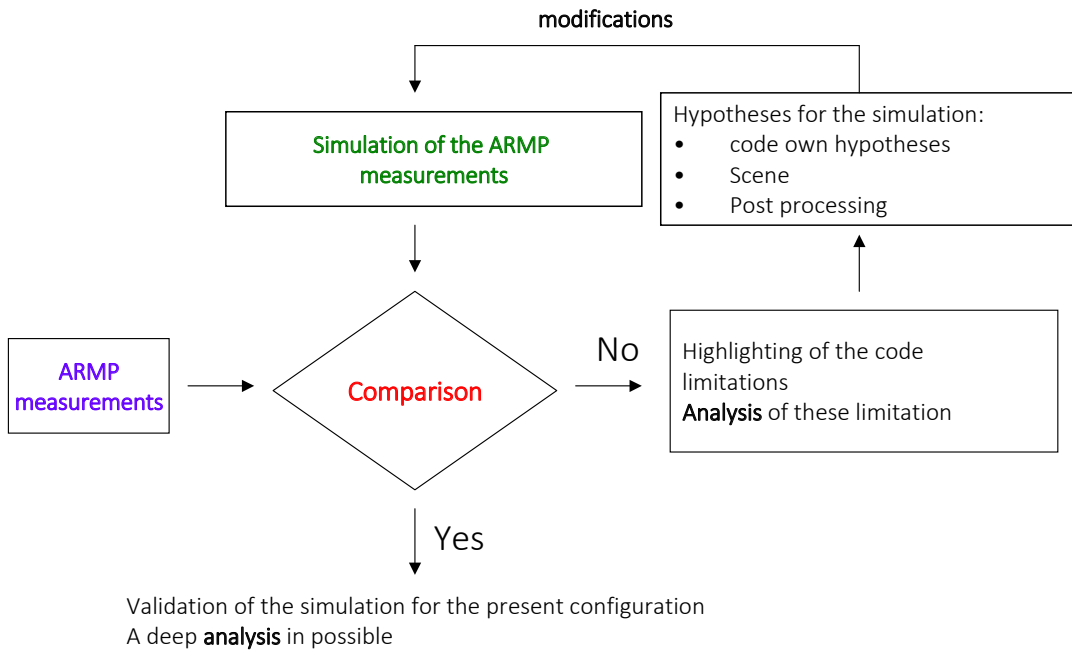 modifications
Simulation of the ARMP
measurements
Hypotheses for the simulation:
• code own hypotheses
• Scene
• Post processing
ARMP
measurements
Comparison
No
Highlighting of the code
limitations
Analysis of these limitation
Yes
Validation of the simulation for the present configuration
A deep analysis in possible